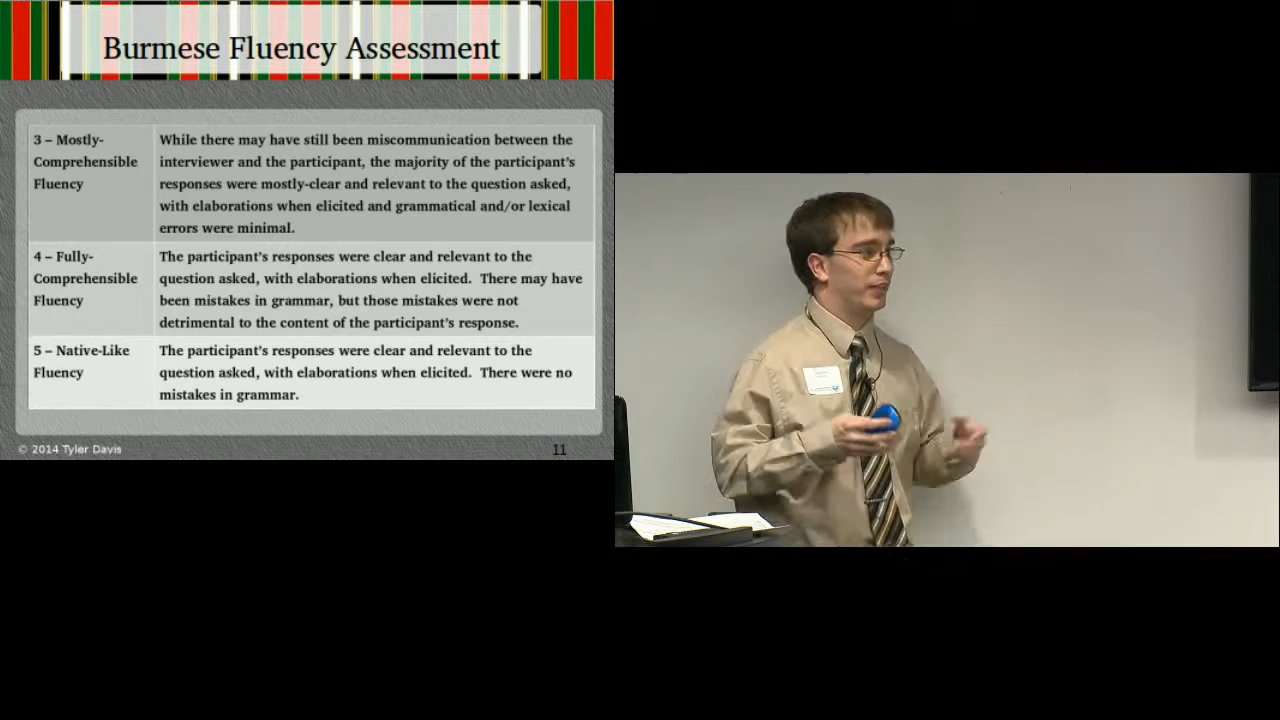 Burmese Fluency Assessment
3 – Mostly-
Comprehensible
Fluency
While there may have still been miscommunication between the
interviewer and the participant, the majority of the participant's
responses were mostly-clear and relevant to the question asked,
with elaborations when elicited and grammatical and/or lexical
errors were minimal.
4 – Fully-
Comprehensible
Fluency
The participant's responses were clear and relevant to the
question asked, with elaborations when elicited.  There may have
been mistakes in grammar, but those mistakes were not
detrimental to the content of the participant's response.
5 – Native-Like
Fluency
The participant's responses were clear and relevant to the
question asked, with elaborations when elicited.  There were no
mistakes in grammar.
© 2014 Tyler Davis
11